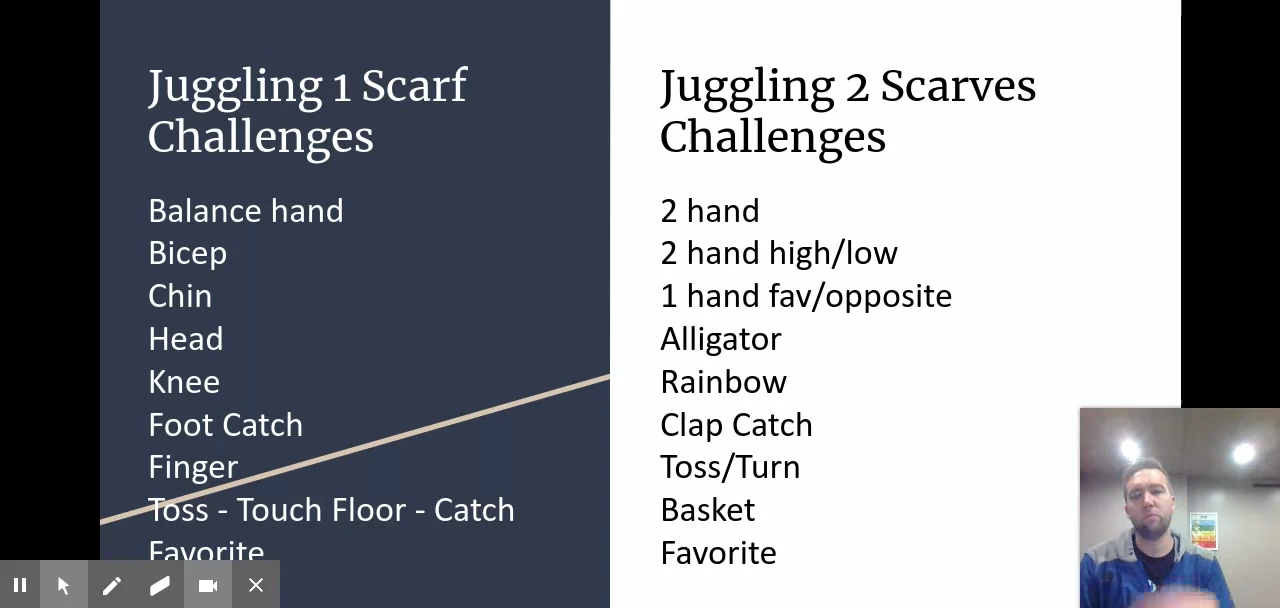 Juggling 1 Scarf
Challenges
Balance hand
Bicep
Chin
Head
Knee
Foot Catch
Finger
Toss - Touch Floor - Catch
Favorite
Juggling 2 Scarves
Challenges
2 hand
2 hand high/low
1 hand fav/opposite
Alligator
Rainbow
Clap Catch
Toss/Turn
Basket
Favorite